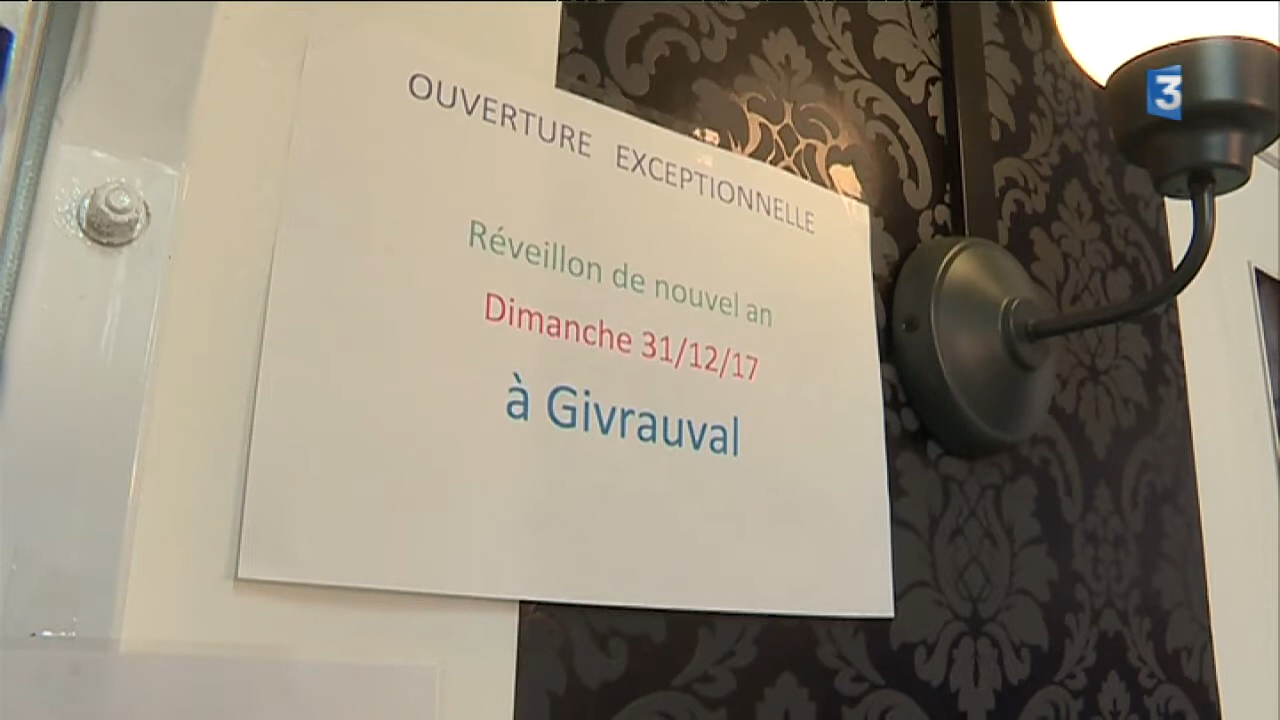 3
OUVERTURE EXCEPTIONNELLE
Réveillon de nouvel an
Dimanche 31/12/17
à Givrauval